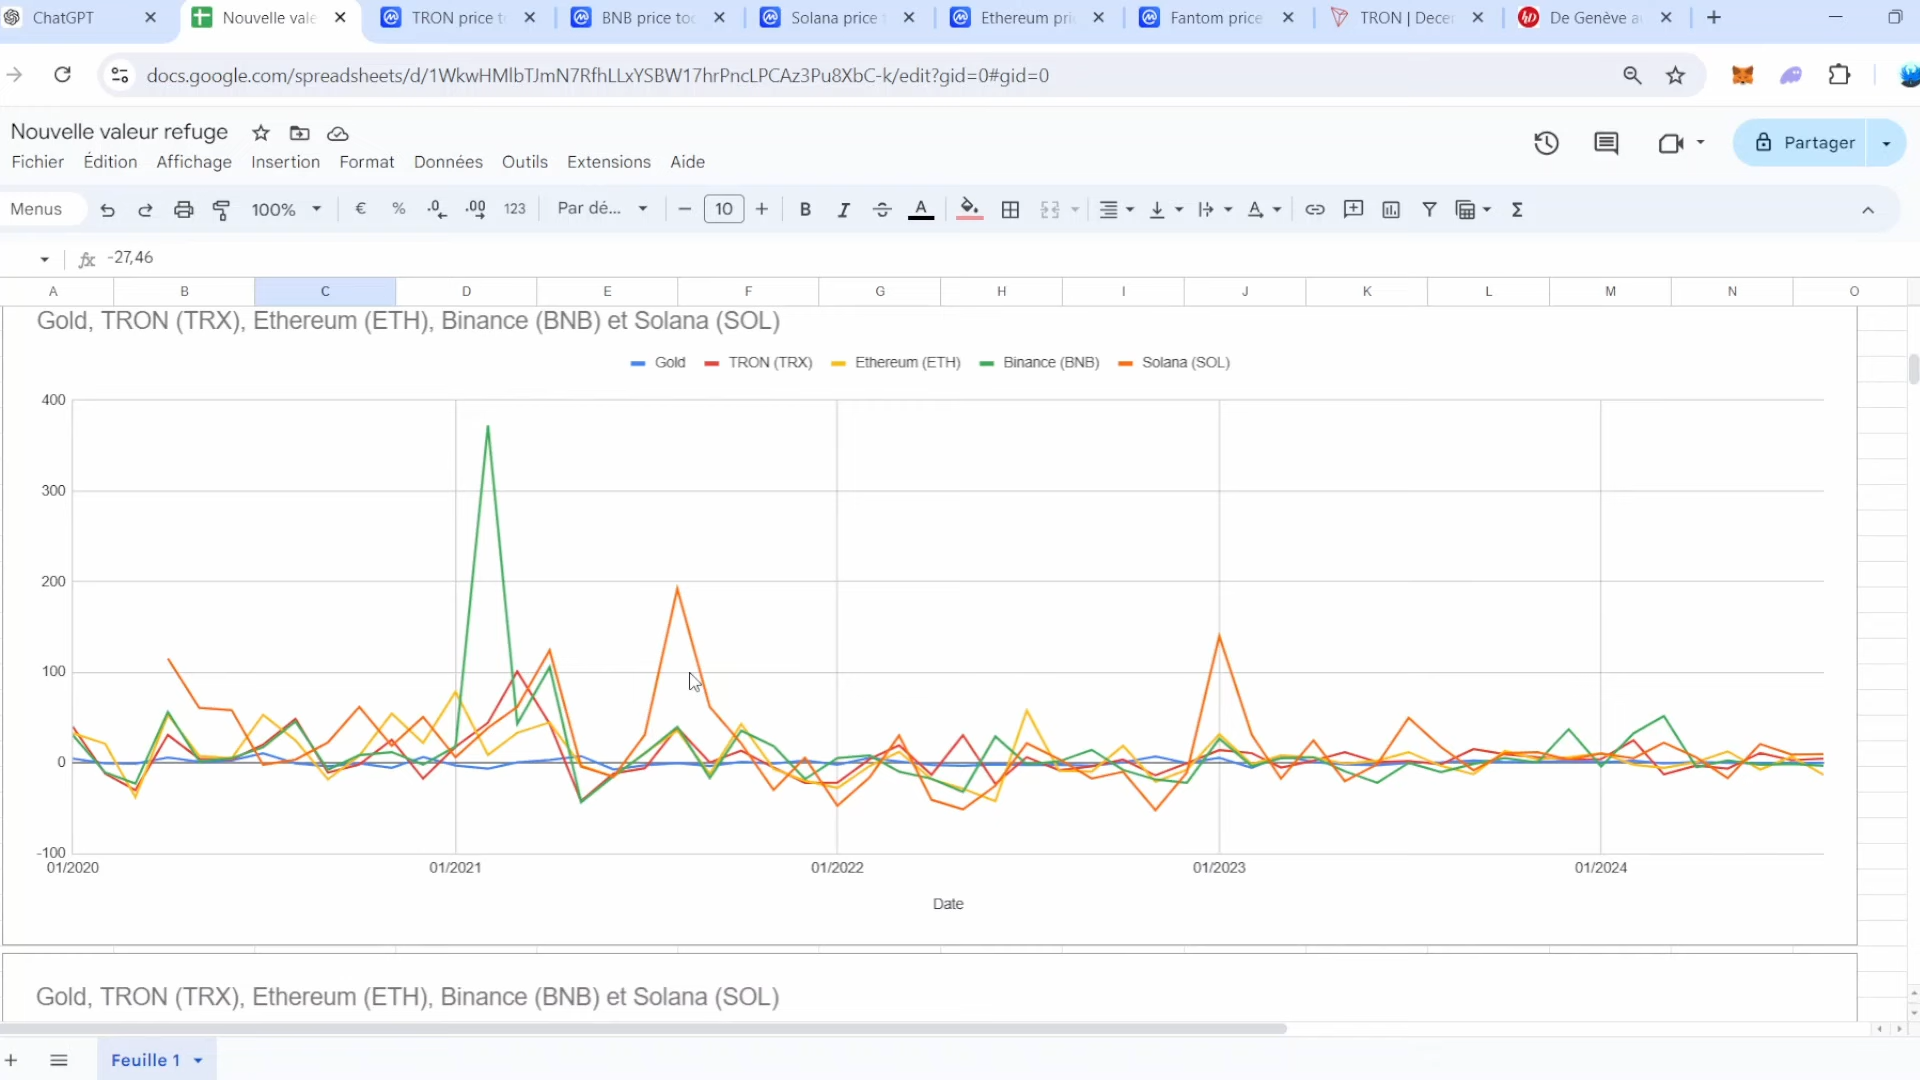 ChatGPT
Nouvelle vale
TRON price t
BNB price toc
Solana price
Ethereum pri
Fantom price
TRON | Decer
De Genève a
docs.google.com/spreadsheets/d/1WkwHMlbTJmN7RfhLLxYSBW17hrPncLPCAz3Pu8XbC-k/edit?gid=0#gid=0
Nouvelle valeur refuge
Partager
Fichier Édition Affichage Insertion Format Données Outils Extensions Aide
Menus 100% € % .0 .00 123 Par dé... 10 B I A Σ
fx -27,46
A B C D E F G H I J K L M N O
Gold, TRON (TRX), Ethereum (ETH), Binance (BNB) et Solana (SOL)
Gold TRON (TRX) Ethereum (ETH) Binance (BNB) Solana (SOL)
400
300
200
100
0
-100
01/2020 01/2021 01/2022 01/2023 01/2024
Date
Gold, TRON (TRX), Ethereum (ETH), Binance (BNB) et Solana (SOL)
Feuille 1